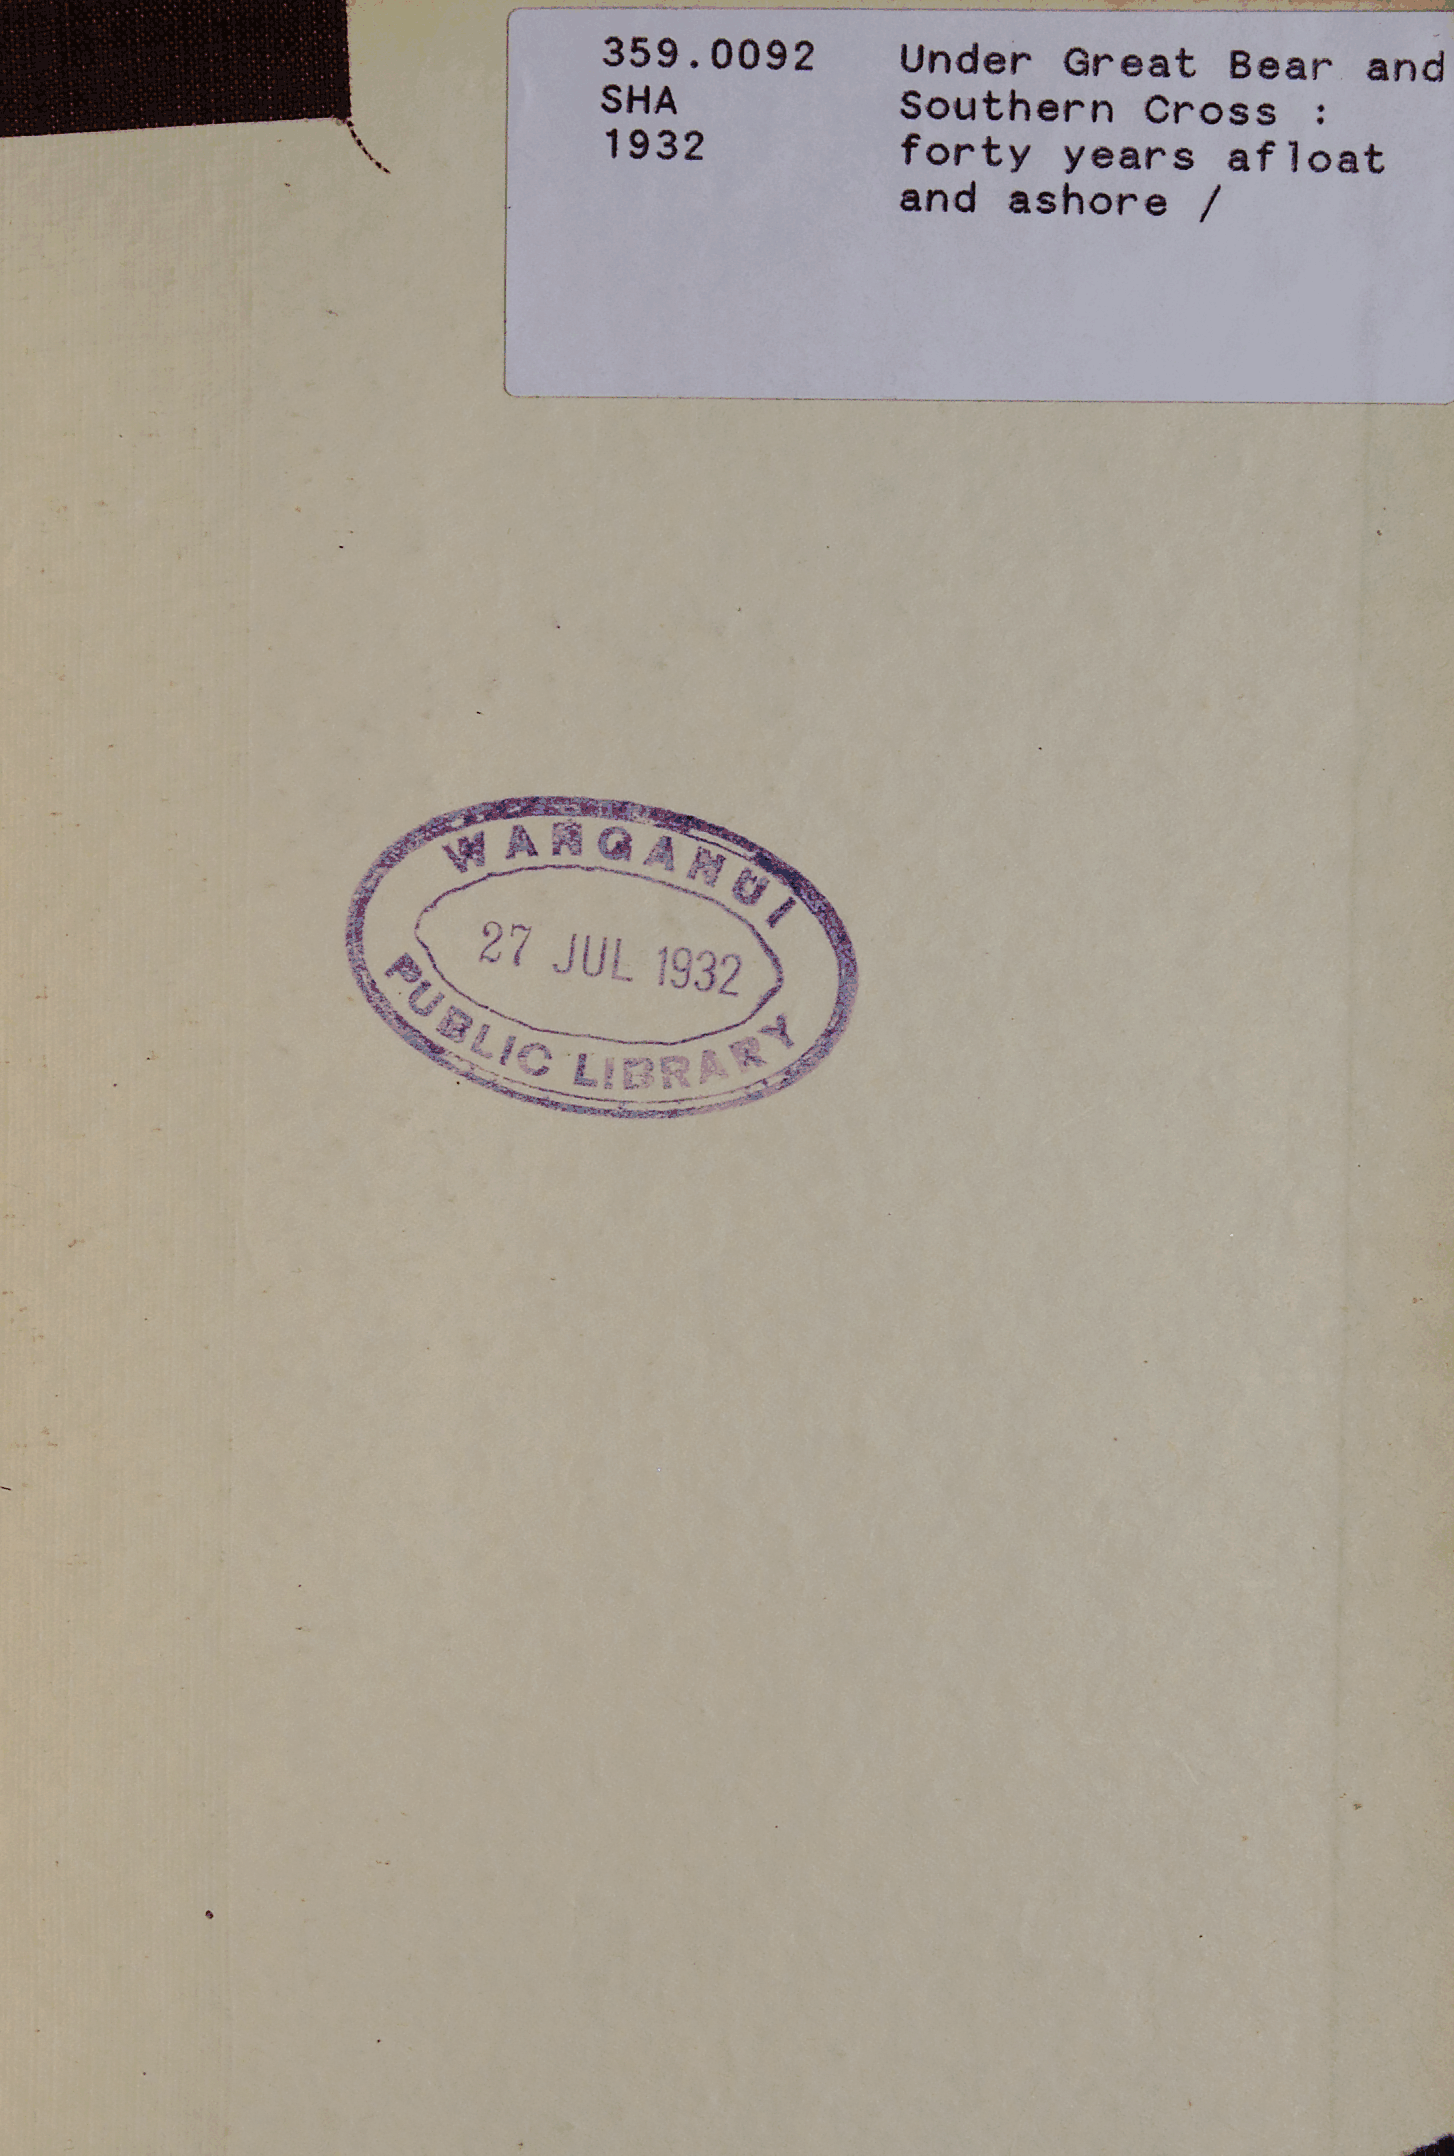 359.0092 Under Great Bear and
SHA Southern Cross :
1932 forty years afloat
and ashore /
WANGANUI
27 JUL 1932
PUBLIC LIBRARY